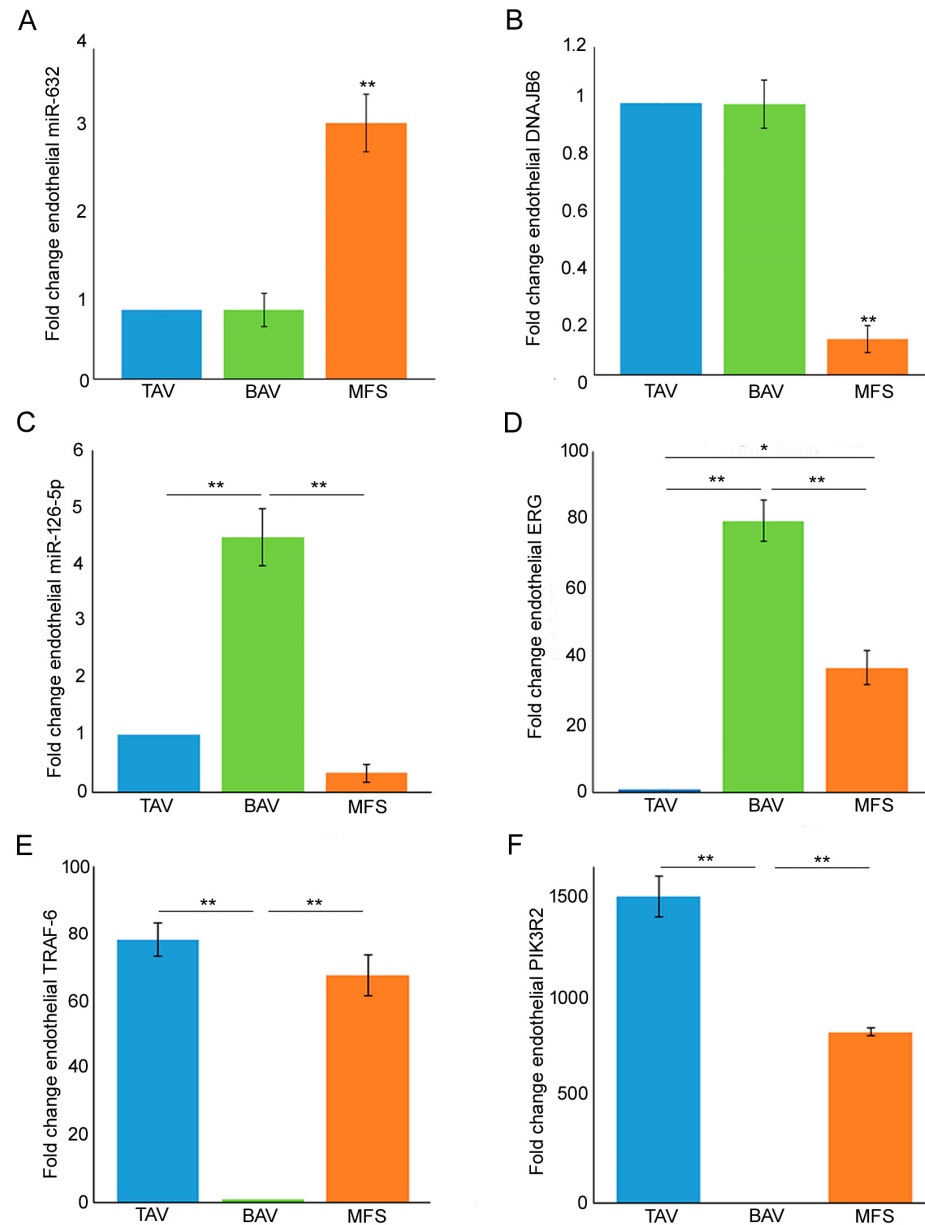 A
Fold change endothelial miR-632
4
3
2
1
0
**
TAV BAV MFS
B
Fold change endothelial DNAJB6
1.2
1
0.8
0.6
0.4
0.2
0
**
TAV BAV MFS
C
Fold change endothelial miR-126-5p
6
5
4
3
2
1
0
** **
TAV BAV MFS
D
Fold change endothelial ERG
100
80
60
40
20
0
*
** **
TAV BAV MFS
E
Fold change endothelial TRAF-6
100
80
60
40
20
0
** **
TAV BAV MFS
F
Fold change endothelial PIK3R2
1500
1000
500
0
** **
TAV BAV MFS